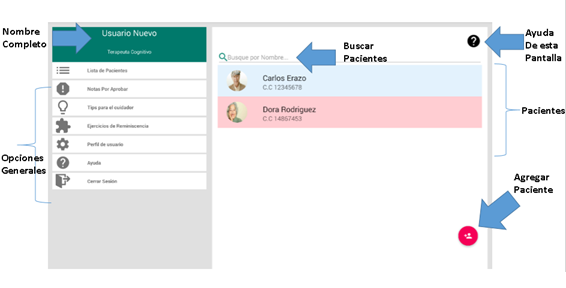 Nombre
Completo
Usuario Nuevo
Terapeuta Cognitivo
Lista de Pacientes
Notas Por Aprobar
Tips para el cuidador
Ejercicios de Reminiscencia
Perfil de usuario
Ayuda
Cerrar Sesión
Opciones
Generales
Busque por Nombre...
Buscar
Pacientes
Carlos Erazo
C.C 12345678
Dora Rodriguez
C.C 14857453
?
Ayuda
De esta
Pantalla
Pacientes
Agregar
Paciente